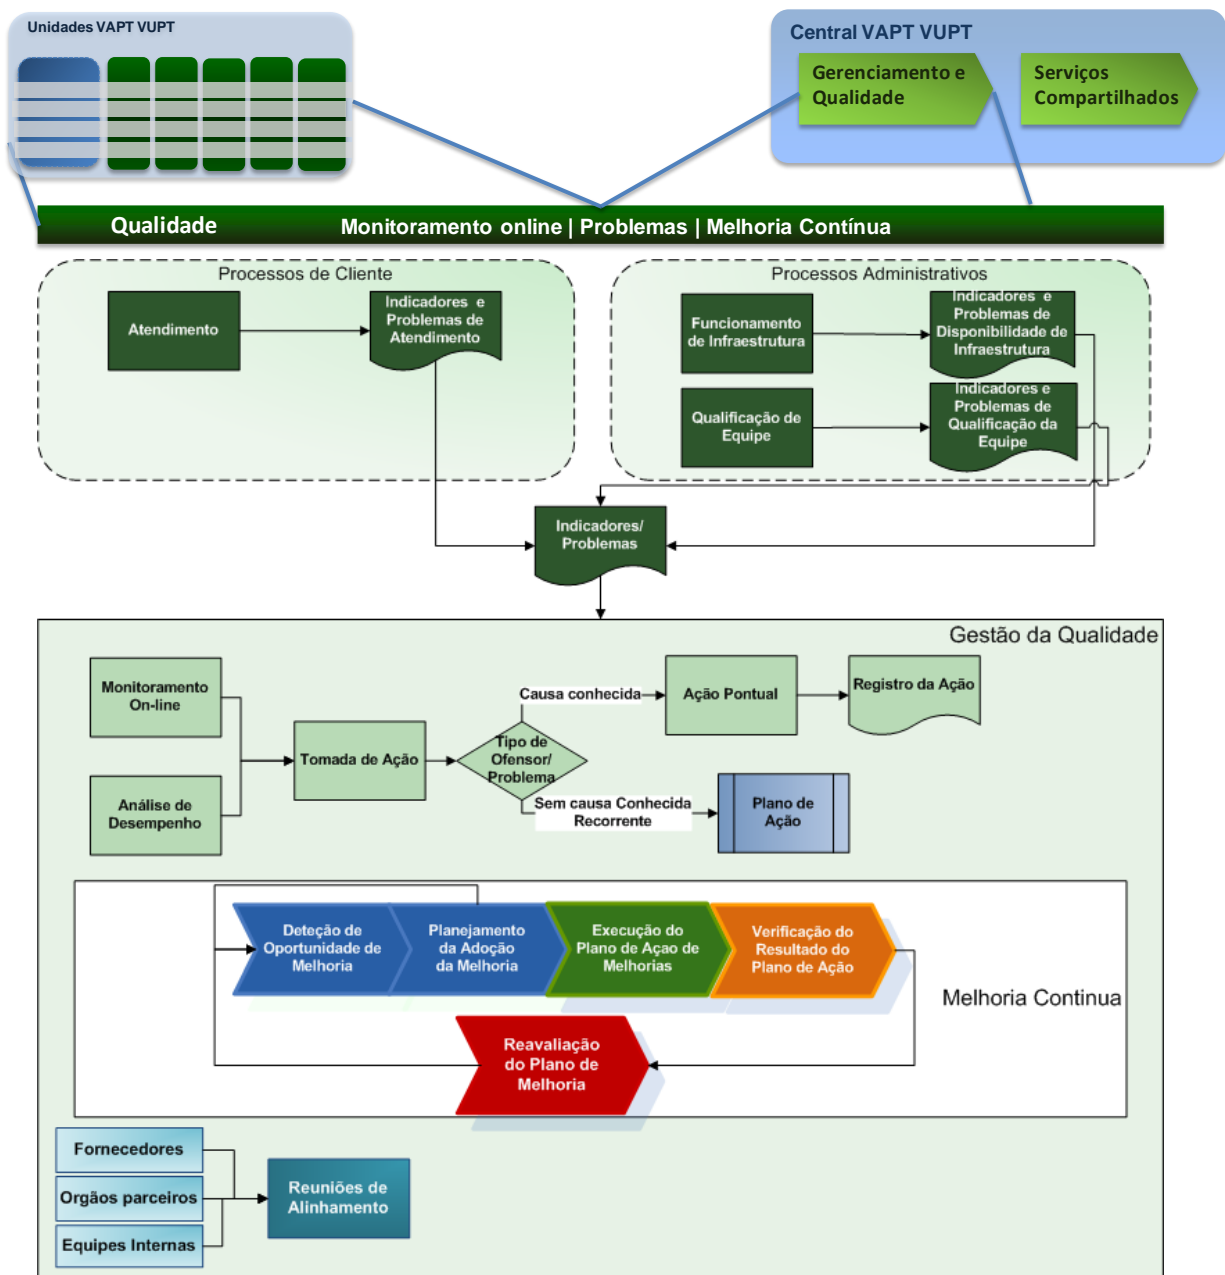 Unidades VAPT VUPT
Central VAPT VUPT
Gerenciamento e
Qualidade
Serviços
Compartilhados
Qualidade
Monitoramento online | Problemas | Melhoria Contínua
Processos de Cliente
Atendimento
Indicadores e
Problemas de
Atendimento
Processos Administrativos
Funcionamento
de Infraestrutura
Indicadores e
Problemas de
Disponibilidade de
Infraestrutura
Qualificação de
Equipe
Indicadores e
Problemas de
Qualificação da
Equipe
Indicadores/
Problemas
Gestão da Qualidade
Monitoramento
On-line
Análise de
Desempenho
Tomada de Ação
Tipo de
Ofensor/
Problema
Causa conhecida
Ação Pontual
Registro da Ação
Sem causa Conhecida
Recorrente
Plano de
Ação
Deteção de
Oportunidade de
Melhoria
Planejamento
da Adoção
da Melhoria
Execução do
Plano de Açao de
Melhorias
Verificação do
Resultado do
Plano de Ação
Melhoria Continua
Reavaliação
do Plano de
Melhoria
Fornecedores
Orgãos parceiros
Equipes Internas
Reuniões de
Alinhamento